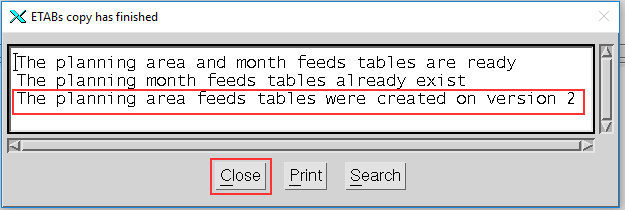 ETABs copy has finished
The planning area and month feeds tables are ready
The planning month feeds tables already exist
The planning area feeds tables were created on version 2
Close Print Search